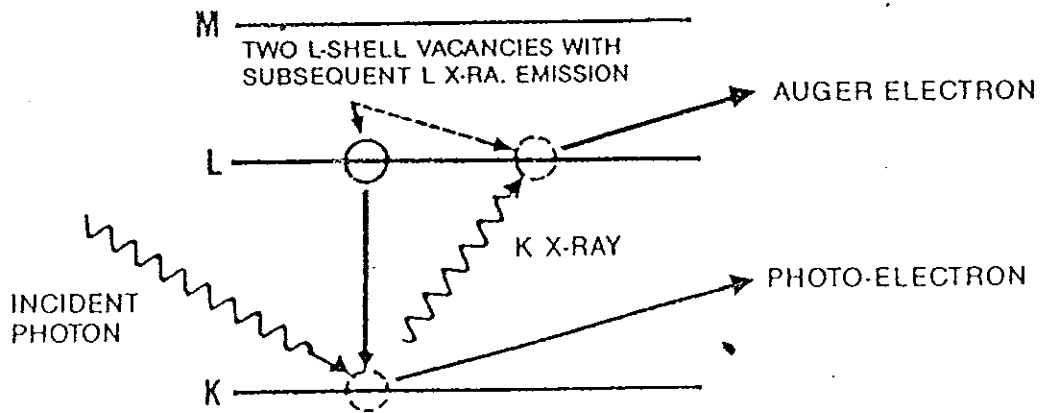 M
TWO L-SHELL VACANCIES WITH
SUBSEQUENT L X-RA. EMISSION
AUGER ELECTRON
L
K X-RAY
PHOTO-ELECTRON
INCIDENT
PHOTON
K